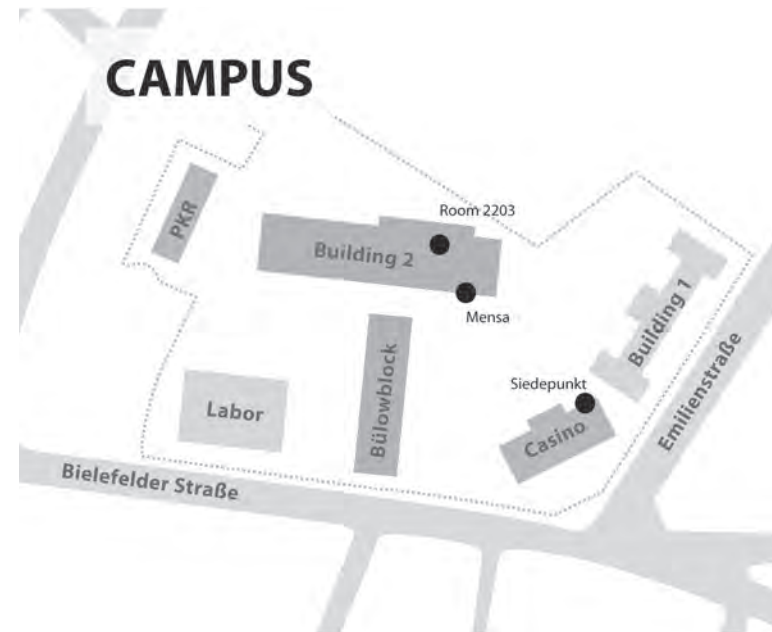 CAMPUS
PKR
Room 2203
Building 2
Mensa
Building 1
Siedepunkt
Bülowblock
Labor
Casino
Emilienstraße
Bielefelder Straße